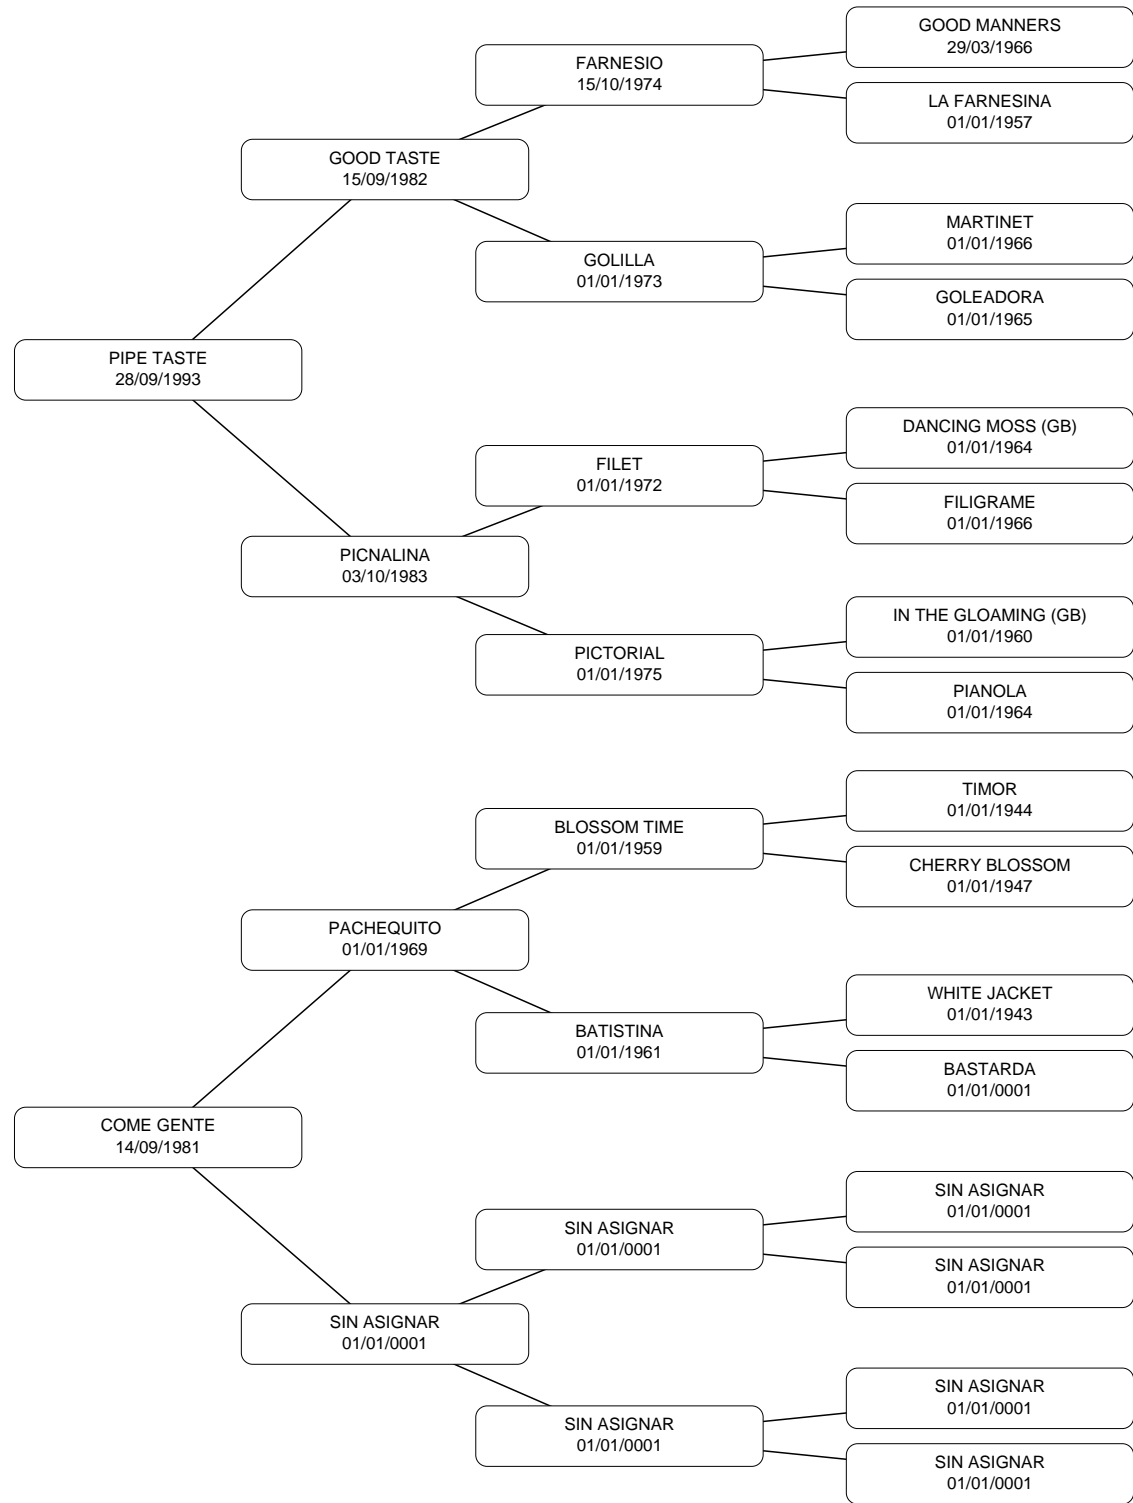 GOOD MANNERS
29/03/1966
FARNESIO
15/10/1974
LA FARNESINA
01/01/1957
GOOD TASTE
15/09/1982
MARTINET
01/01/1966
GOLILLA
01/01/1973
GOLEADORA
01/01/1965
PIPE TASTE
28/09/1993
DANCING MOSS (GB)
01/01/1964
FILET
01/01/1972
FILIGRAME
01/01/1966
PICNALINA
03/10/1983
IN THE GLOAMING (GB)
01/01/1960
PICTORIAL
01/01/1975
PIANOLA
01/01/1964
TIMOR
01/01/1944
BLOSSOM TIME
01/01/1959
CHERRY BLOSSOM
01/01/1947
PACHEQUITO
01/01/1969
WHITE JACKET
01/01/1943
BATISTINA
01/01/1961
BASTARDA
01/01/0001
COME GENTE
14/09/1981
SIN ASIGNAR
01/01/0001
SIN ASIGNAR
01/01/0001
SIN ASIGNAR
01/01/0001
SIN ASIGNAR
01/01/0001
SIN ASIGNAR
01/01/0001
SIN ASIGNAR
01/01/0001
SIN ASIGNAR
01/01/0001